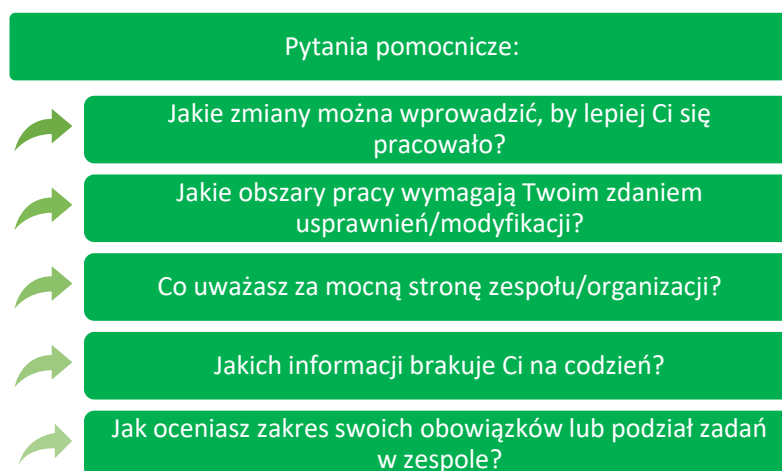 Pytania pomocnicze:
Jakie zmiany można wprowadzić, by lepiej Ci się
pracowało?
Jakie obszary pracy wymagają Twoim zdaniem
usprawnień/modyfikacji?
Co uważasz za mocną stronę zespołu/organizacji?
Jakich informacji brakuje Ci na codzień?
Jak oceniasz zakres swoich obowiązków lub podział zadań
w zespole?